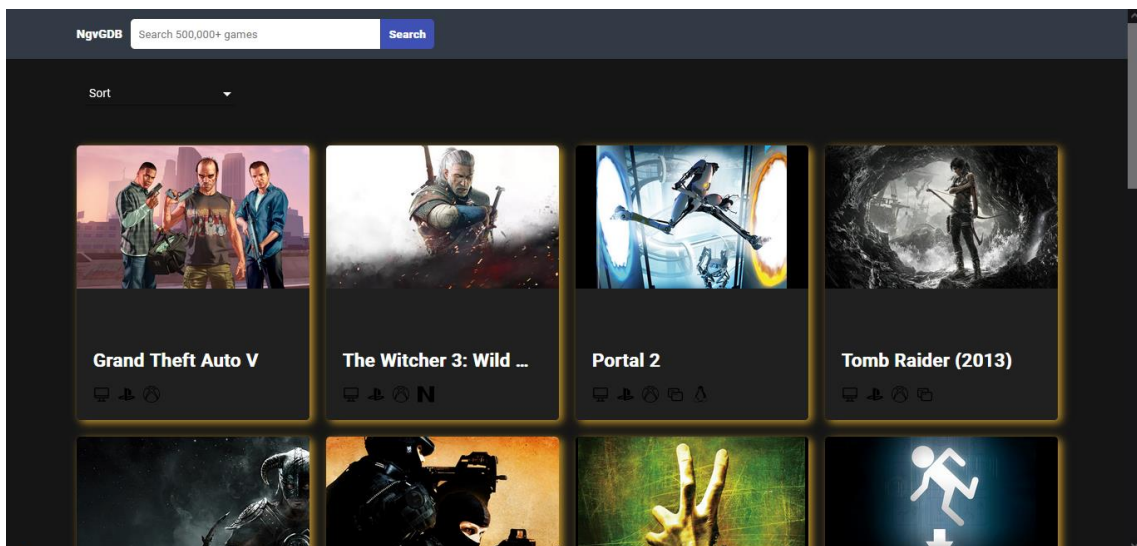 NgvGDB Search 500,000+ games Search
Sort
Grand Theft Auto V
The Witcher 3: Wild ...
Portal 2
Tomb Raider (2013)